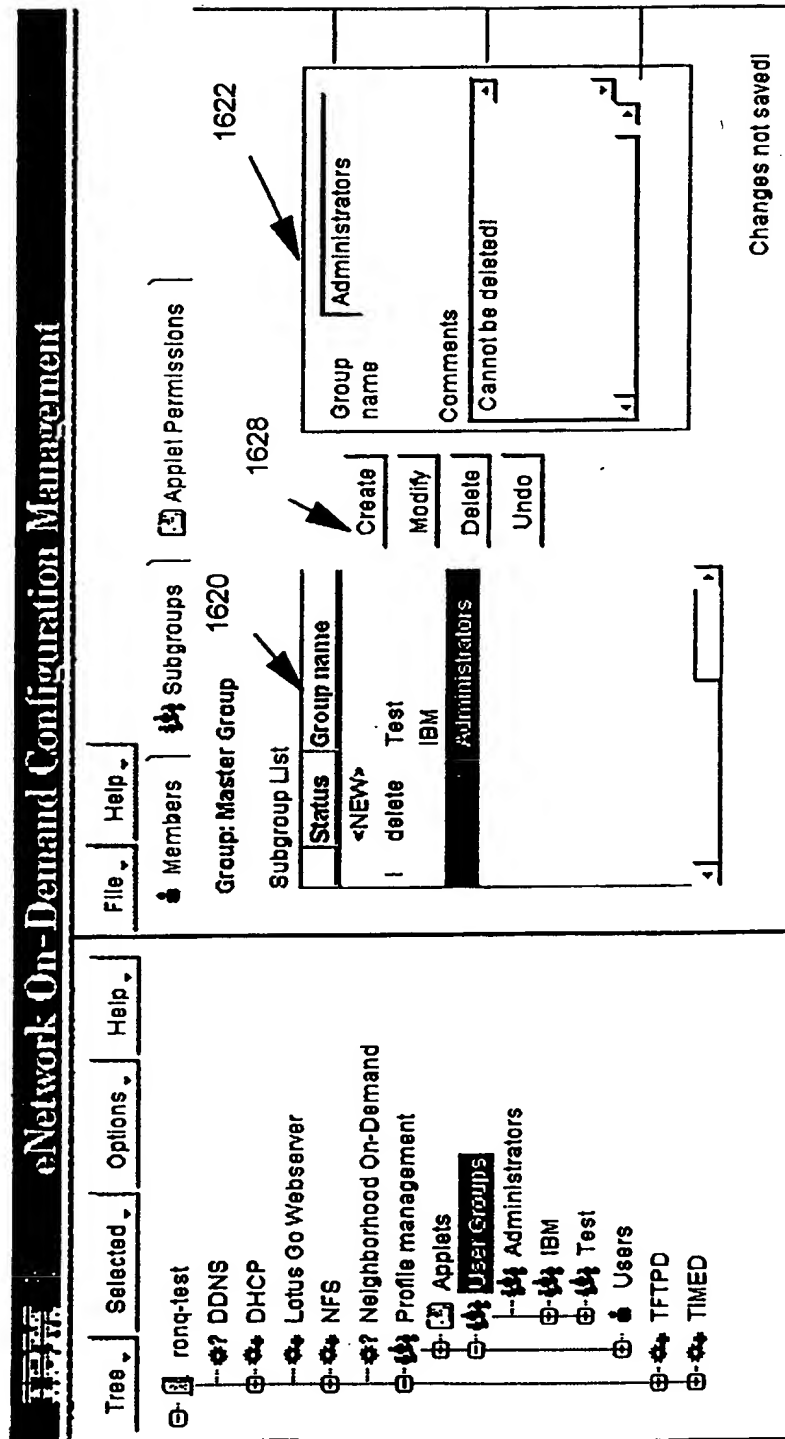 eNetwork On-Demand Configuration Management
Tree Selected Options Help
ronq-test
? DDNS
DHCP
Lotus Go Webserver
NFS
? Neighborhood On-Demand
Profile management
Applets
User Groups
Administrators
IBM
Test
Users
TFTPD
TIMED
File Help
Members Subgroups Applet Permissions
Group: Master Group
1620
1628
1622
Subgroup List
Status Group name
<NEW>
| delete Test
IBM
Administrators
Create
Modify
Delete
Undo
Group name
Administrators
Comments
Cannot be deleted!
Changes not saved!